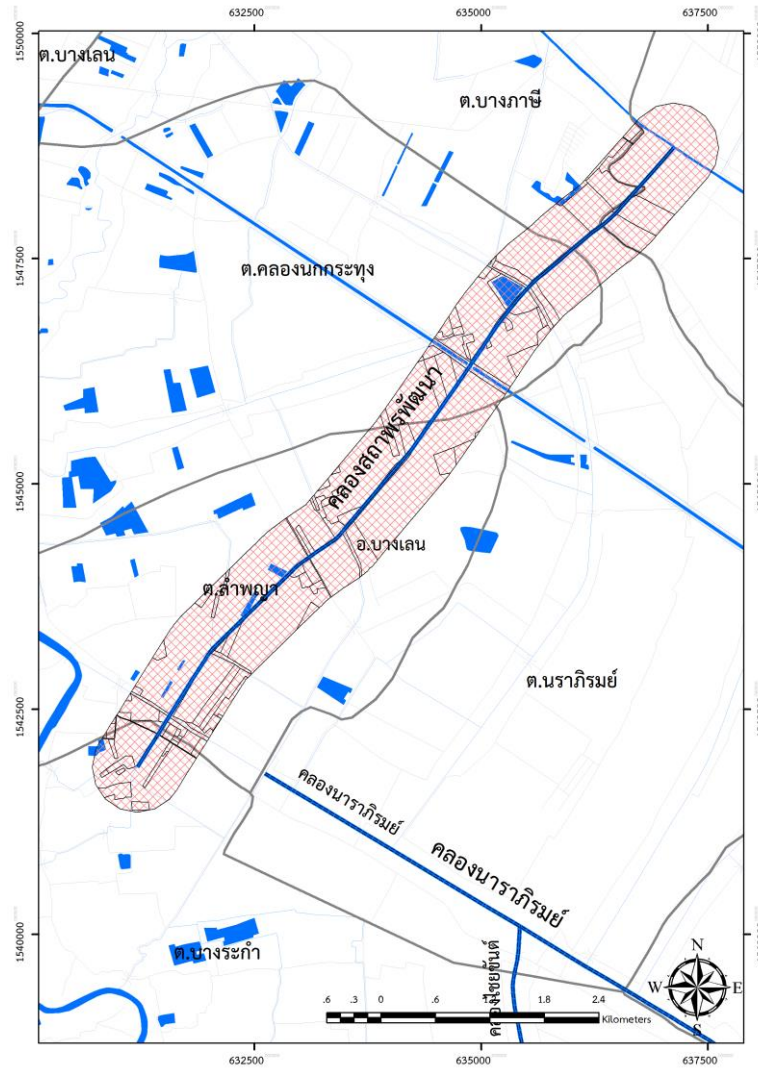 632500 635000 637500
1550000
ต.บางเลน
ต.บางภาษี
1547500
ต.คลองนกกระทุง
คลองสถาพรพัฒนา
1545000
อ.บางเลน
ต.ลำพญา
ต.นราภิรมย์
1542500
คลองนาราภิรมย์
คลองนาราภิรมย์
1540000
ต.บางระกำ
N
W E
S
.6 .3 0 .6 1.8 2.4
Kilometers
632500 635000 637500